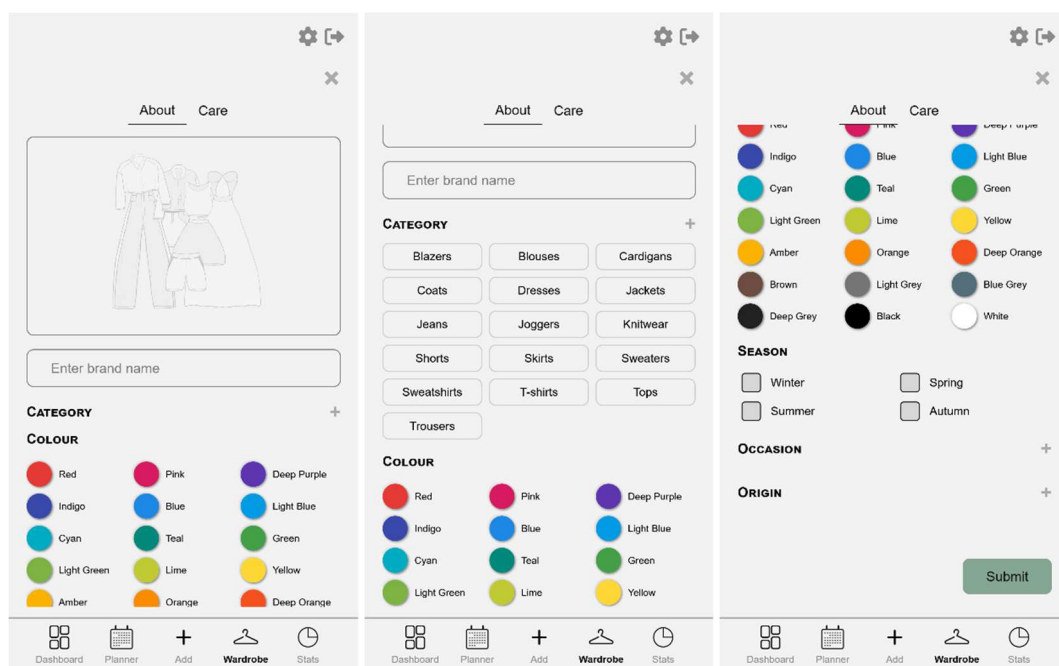 About Care
Enter brand name
CATEGORY +
COLOUR
Red Pink Deep Purple
Indigo Blue Light Blue
Cyan Teal Green
Light Green Lime Yellow
Amber Orange Deep Orange
Dashboard Planner Add Wardrobe Stats
About Care
Enter brand name
CATEGORY +
Blazers Blouses Cardigans
Coats Dresses Jackets
Jeans Joggers Knitwear
Shorts Skirts Sweaters
Sweatshirts T-shirts Tops
Trousers
COLOUR
Red Pink Deep Purple
Indigo Blue Light Blue
Cyan Teal Green
Light Green Lime Yellow
Dashboard Planner Add Wardrobe Stats
About Care
Red Pink Deep Purple
Indigo Blue Light Blue
Cyan Teal Green
Light Green Lime Yellow
Amber Orange Deep Orange
Brown Light Grey Blue Grey
Deep Grey Black White
SEASON
Winter Spring
Summer Autumn
OCCASION +
ORIGIN +
Submit
Dashboard Planner Add Wardrobe Stats